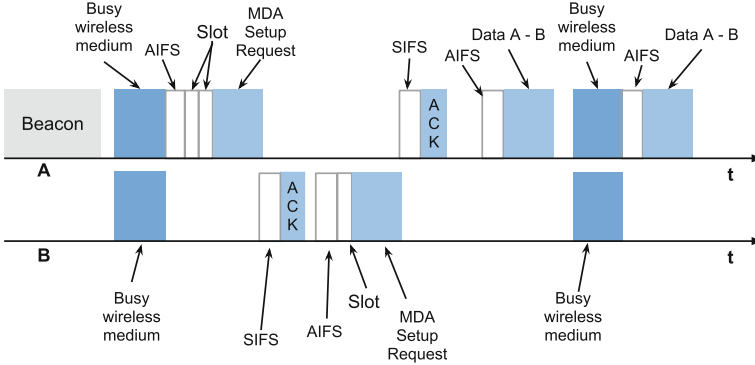 Busy
wireless
medium
AIFS
Slot
MDA
Setup
Request
SIFS
AIFS
Data A - B
Busy
wireless
medium
AIFS
Data A - B
Beacon
A
C
K
A
t
A
C
K
B
t
Busy
wireless
medium
SIFS
AIFS
Slot
MDA
Setup
Request
Busy
wireless
medium